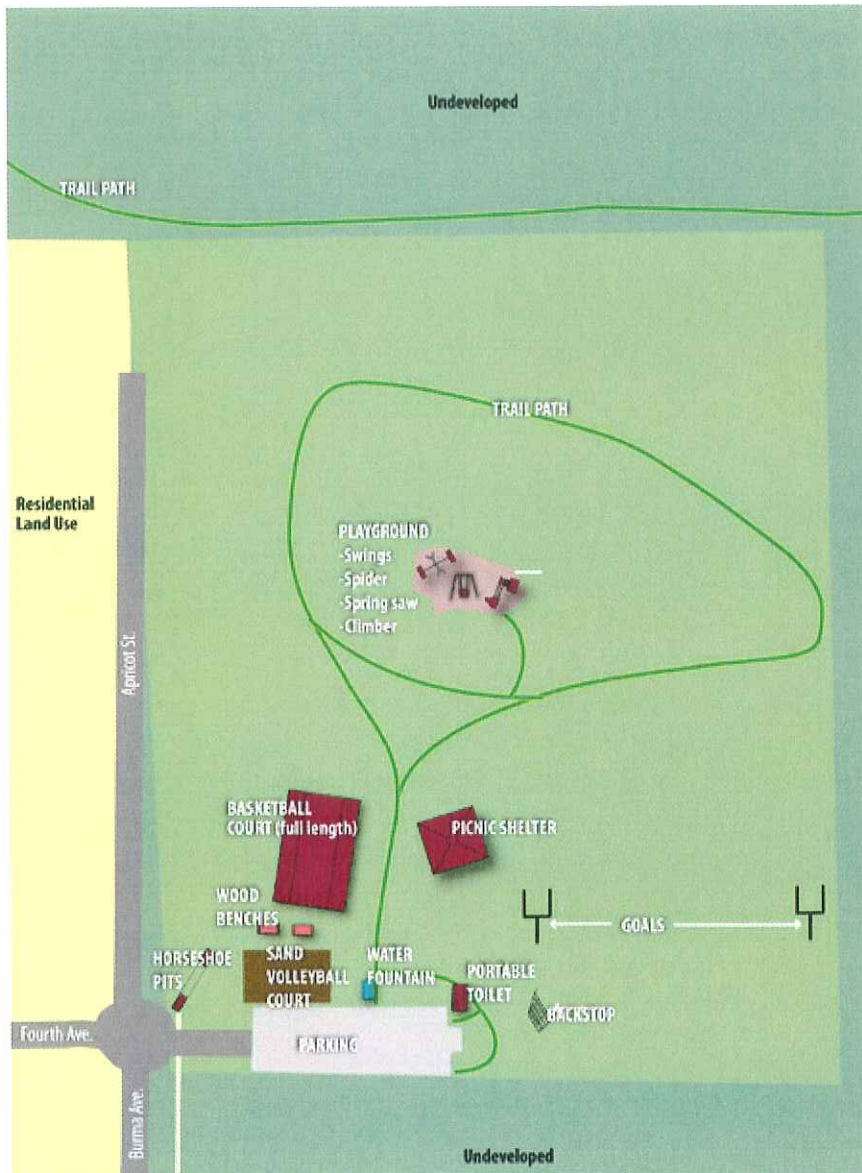 Undeveloped
TRAIL PATH
TRAIL PATH
Residential
Land Use
PLAYGROUND
-Swings
-Spider
-Spring saw
-Climber
Apricot St.
BASKETBALL
COURT (full length)
PICNIC SHELTER
WOOD
BENCHES
GOALS
HORSESHOE
PITS
SAND
VOLLEYBALL
COURT
WATER
FOUNTAIN
PORTABLE
TOILET
BACKSTOP
Fourth Ave.
PARKING
Burma Ave.
Undeveloped